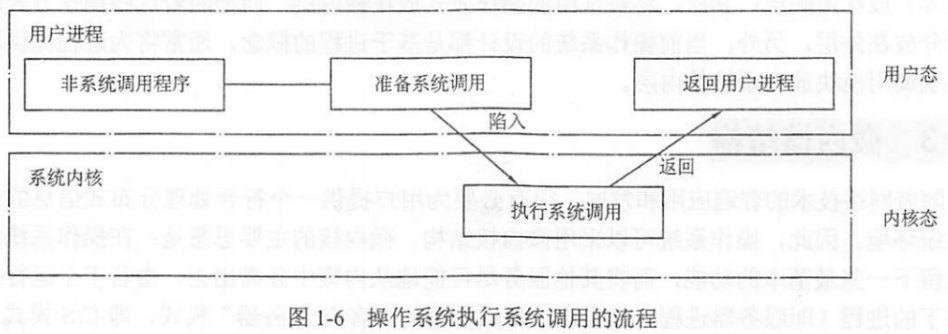 用户进程
非系统调用程序
准备系统调用
返回用户进程
用户态
陷入
返回
系统内核
执行系统调用
内核态
图 1-6 操作系统执行系统调用的流程